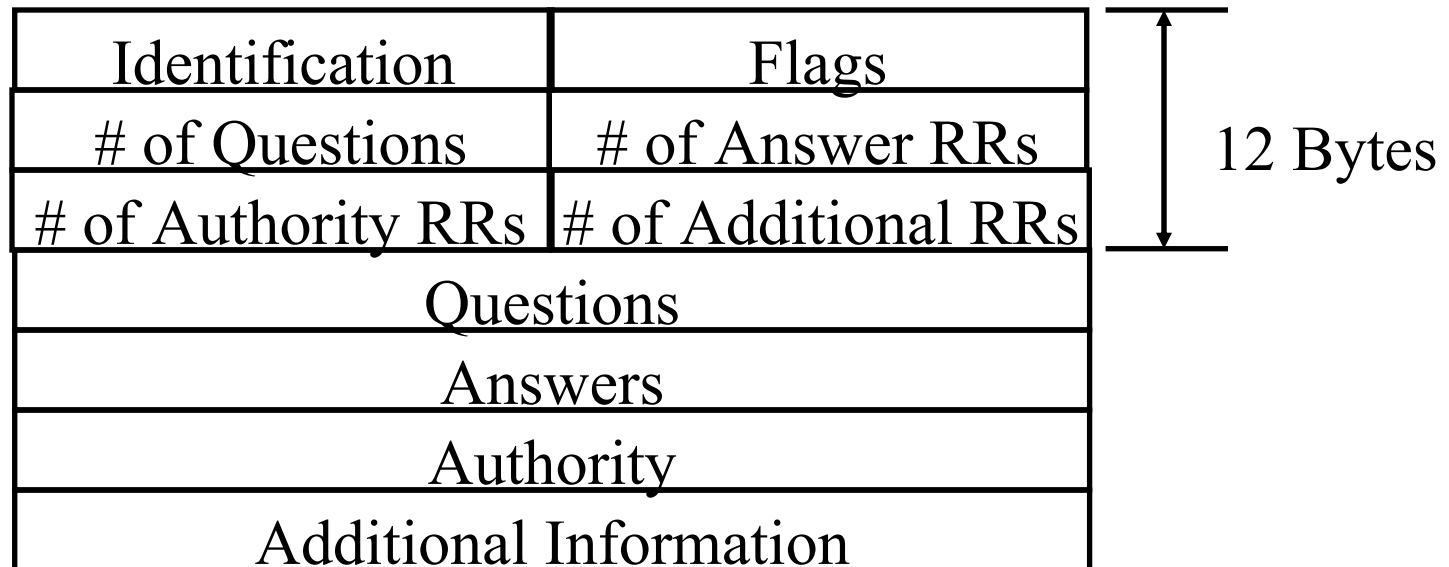 Identification Flags
# of Questions # of Answer RRs
12 Bytes
# of Authority RRs # of Additional RRs
Questions
Answers
Authority
Additional Information